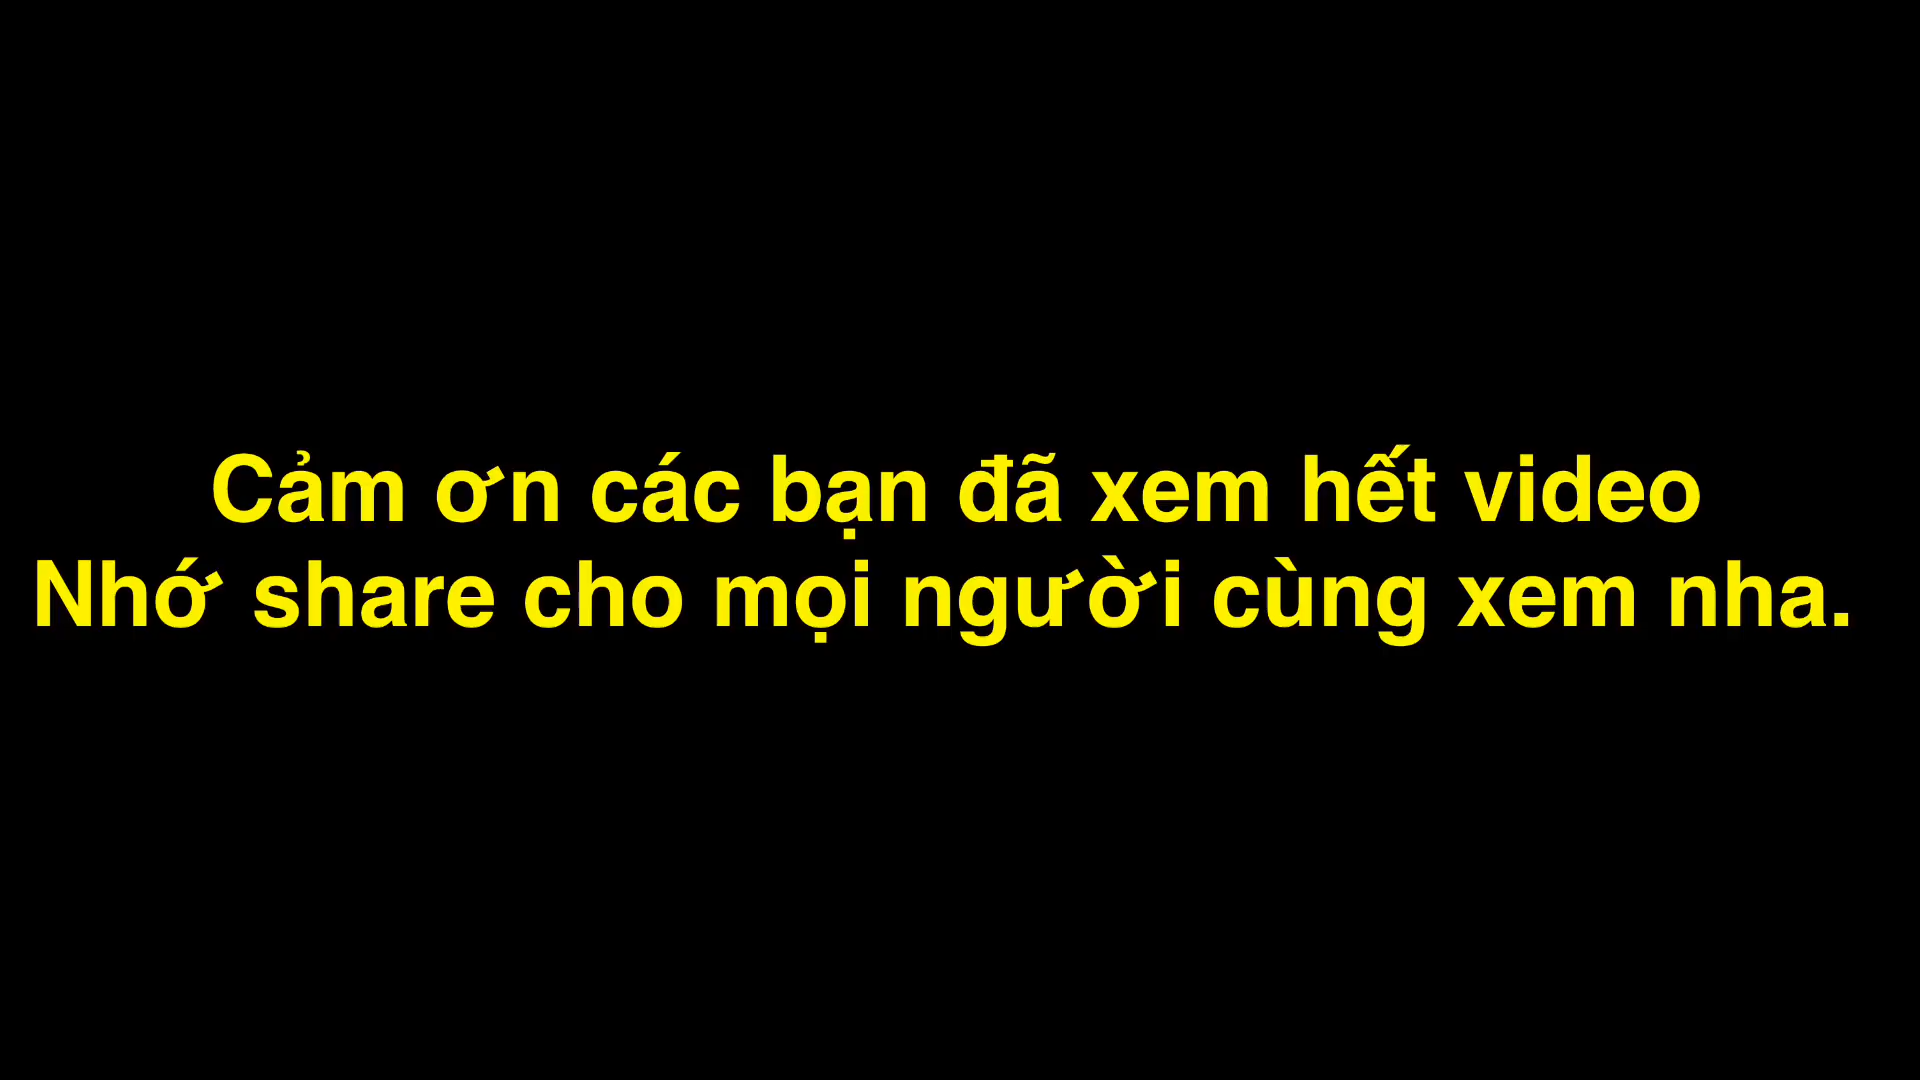 Cảm ơn các bạn đã xem hết video
Nhớ share cho mọi người cùng xem nha.